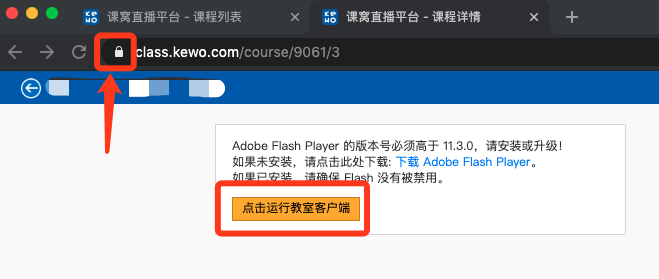 KĒ
WO
课窝直播平台 - 课程列表
KĒ
WO
课窝直播平台 - 课程详情
class.kewo.com/course/9061/3
Adobe Flash Player 的版本号必须高于 11.3.0，请安装或升级！
如果未安装，请点击此处下载: 下载 Adobe Flash Player。
如果已安装，请确保 Flash 没有被禁用。
点击运行教室客户端